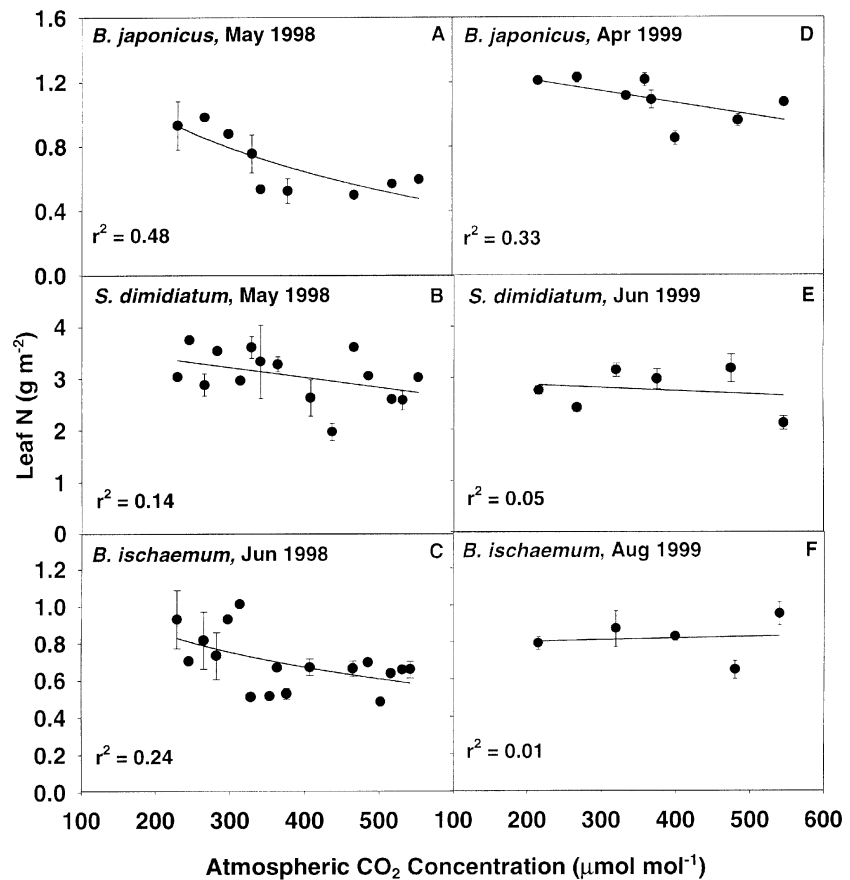 B. japonicus, May 1998 A
B. japonicus, Apr 1999 D
1.6
1.2
0.8
0.4
0.0
r² = 0.48
r² = 0.33
S. dimidiatum, May 1998 B
S. dimidiatum, Jun 1999 E
4
3
2
1
0
Leaf N (g m⁻²)
r² = 0.14
r² = 0.05
B. ischaemum, Jun 1998 C
B. ischaemum, Aug 1999 F
1.2
1.0
0.8
0.6
0.4
0.2
0.0
r² = 0.24
r² = 0.01
100 200 300 400 500 100 200 300 400 500 600
Atmospheric CO₂ Concentration (μmol mol⁻¹)